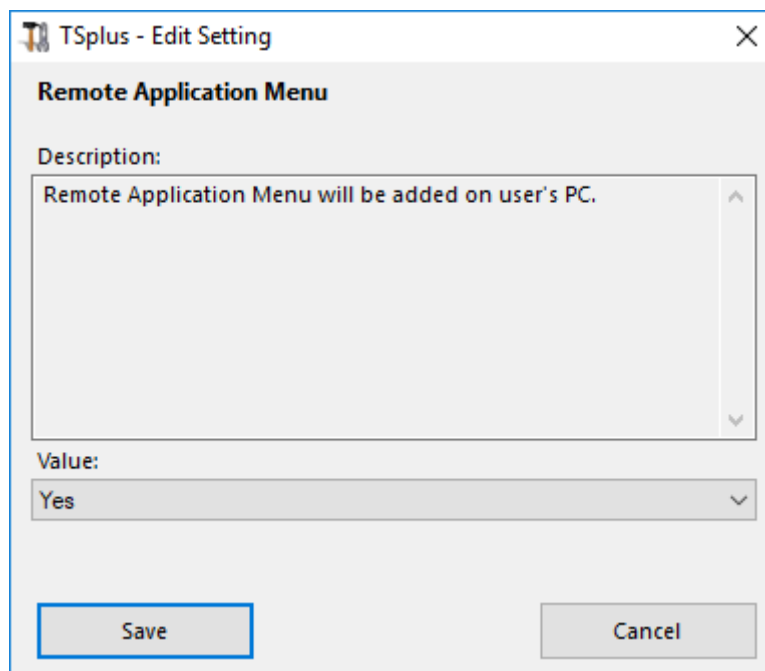 TSplus - Edit Setting
Remote Application Menu
Description:
Remote Application Menu will be added on user's PC.
Value:
Yes
Save
Cancel